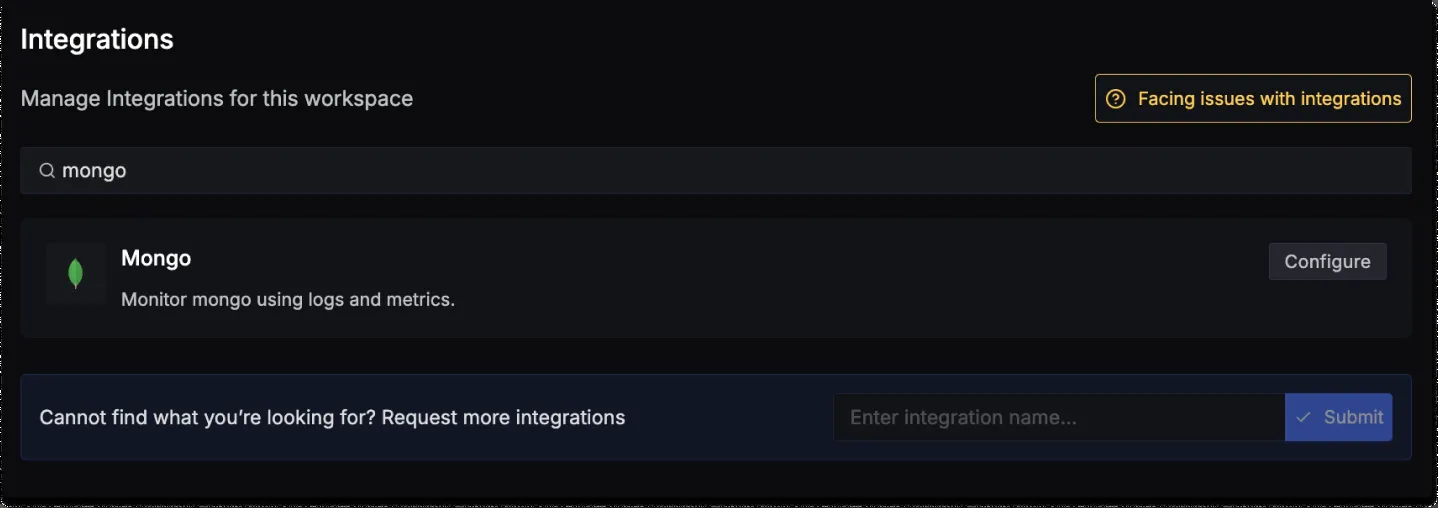 Integrations
Manage Integrations for this workspace
Facing issues with integrations
mongo
Mongo
Configure
Monitor mongo using logs and metrics.
Cannot find what you’re looking for? Request more integrations
Enter integration name...
Submit